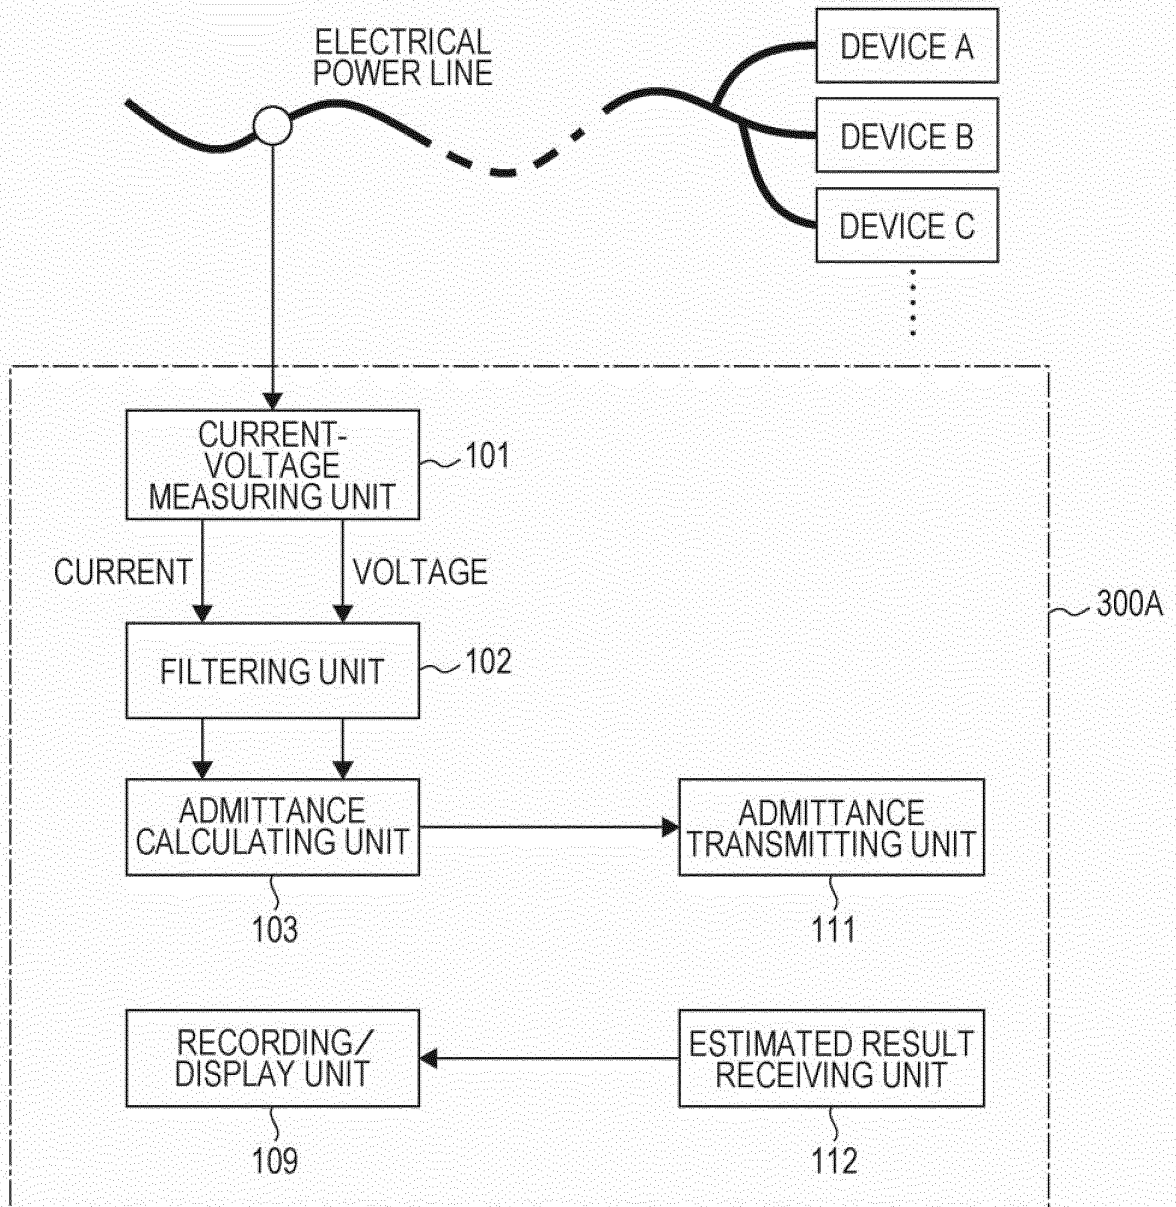 ELECTRICAL
POWER LINE
DEVICE A
DEVICE B
DEVICE C
CURRENT-
VOLTAGE
MEASURING UNIT
101
CURRENT
VOLTAGE
300A
FILTERING UNIT
102
ADMITTANCE
CALCULATING UNIT
103
ADMITTANCE
TRANSMITTING UNIT
111
RECORDING/
DISPLAY UNIT
109
ESTIMATED RESULT
RECEIVING UNIT
112